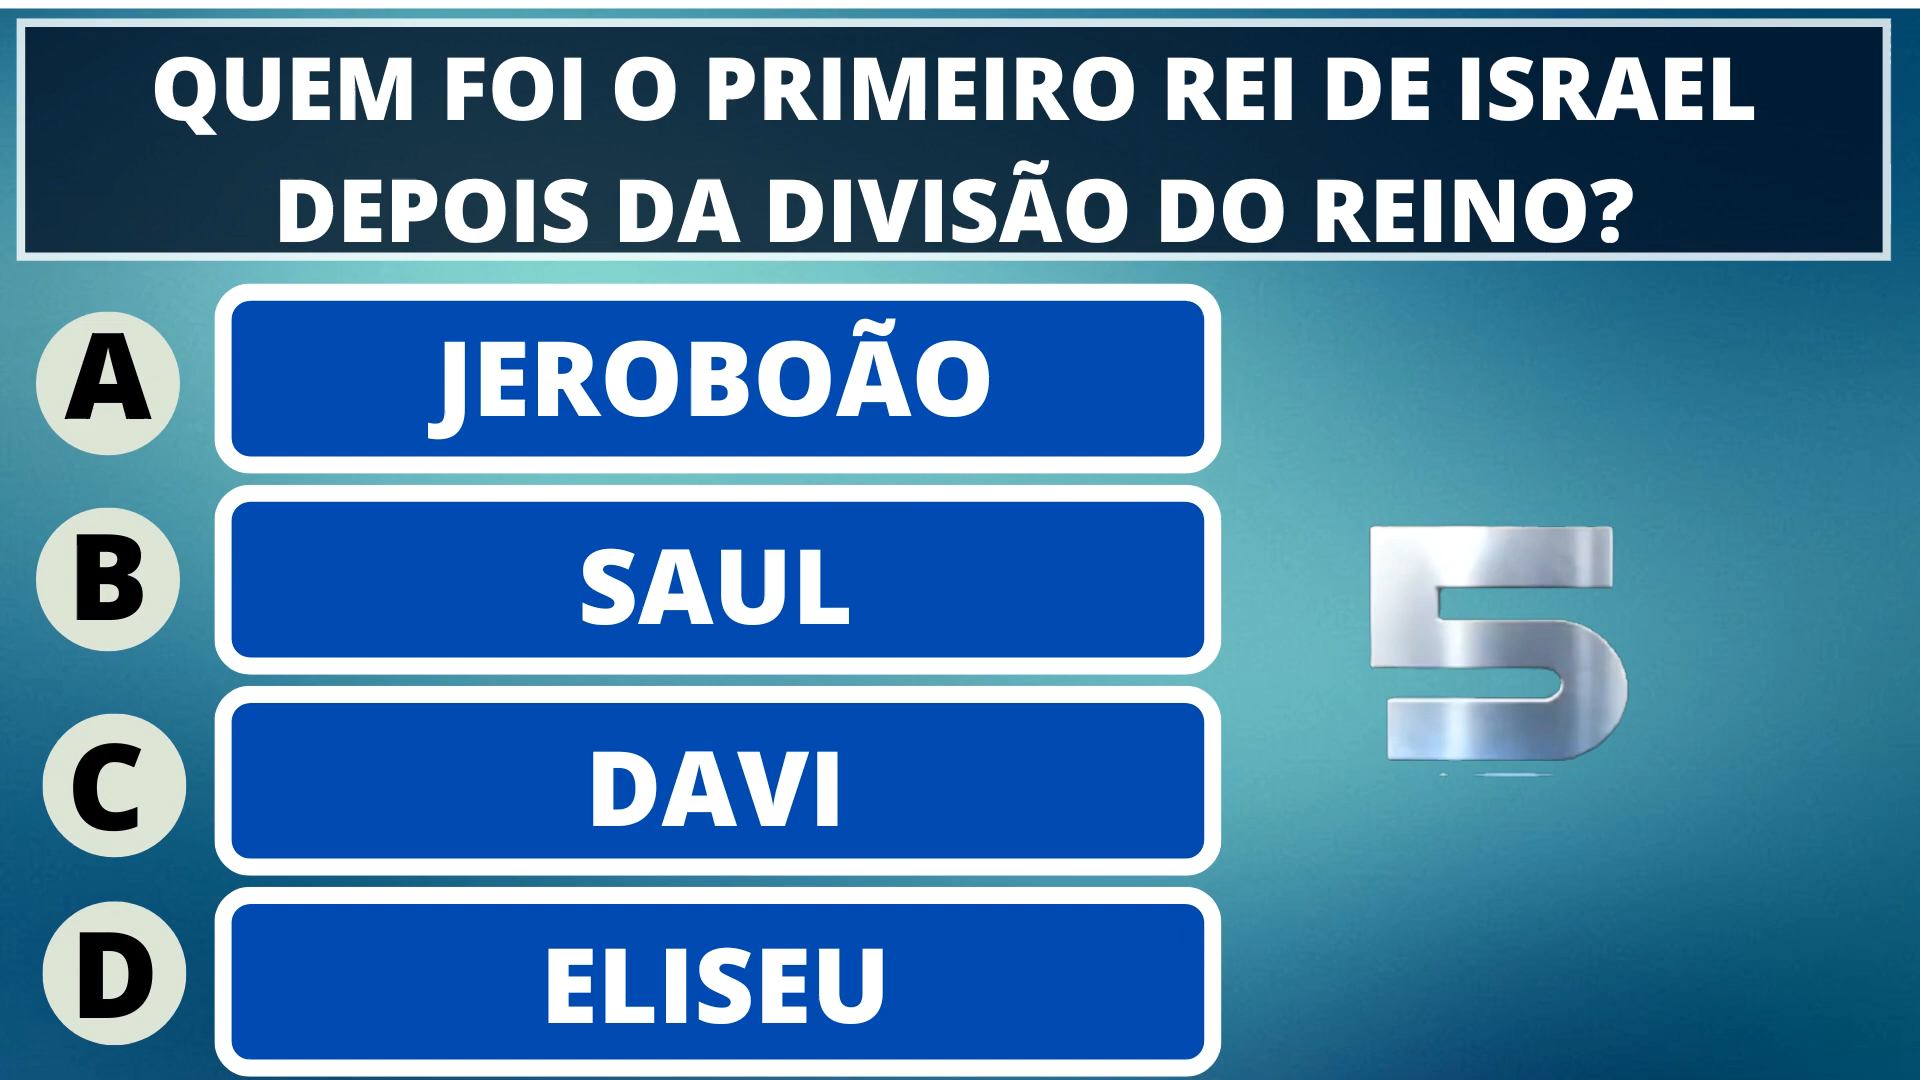 QUEM FOI O PRIMEIRO REI DE ISRAEL
DEPOIS DA DIVISÃO DO REINO?
A
JEROBOÃO
B
SAUL
5
C
DAVI
D
ELISEU